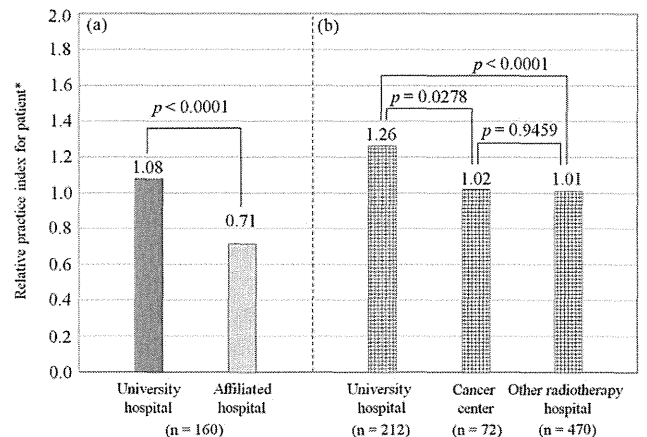 Relative practice index for patient*
2.0
1.8
1.6
1.4
1.2
1.0
0.8
0.6
0.4
0.2
0.0
(a)
p < 0.0001
1.08
0.71
University hospital
Affiliated hospital
(n = 160)
(b)
p < 0.0001
p = 0.0278
p = 0.9459
1.26
1.02
1.01
University hospital
(n = 212)
Cancer center
(n = 72)
Other radiotherapy hospital
(n = 470)